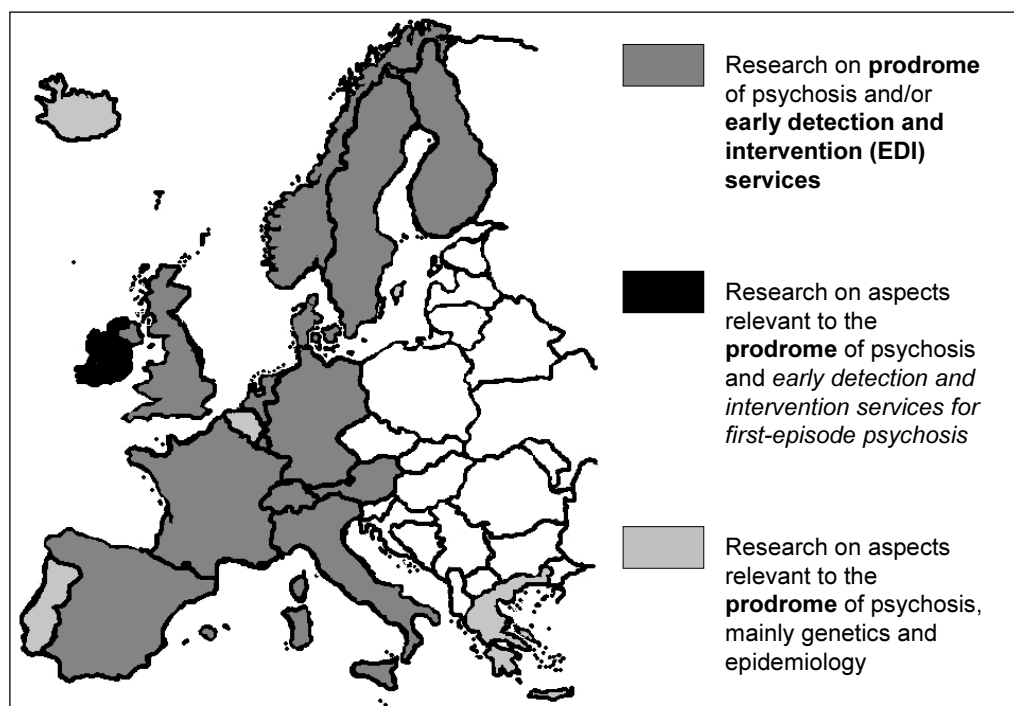 Research on prodrome
of psychosis and/or
early detection and
intervention (EDI)
services
Research on aspects
relevant to the
prodrome of psychosis
and early detection and
intervention services for
first-episode psychosis
Research on aspects
relevant to the
prodrome of psychosis,
mainly genetics and
epidemiology